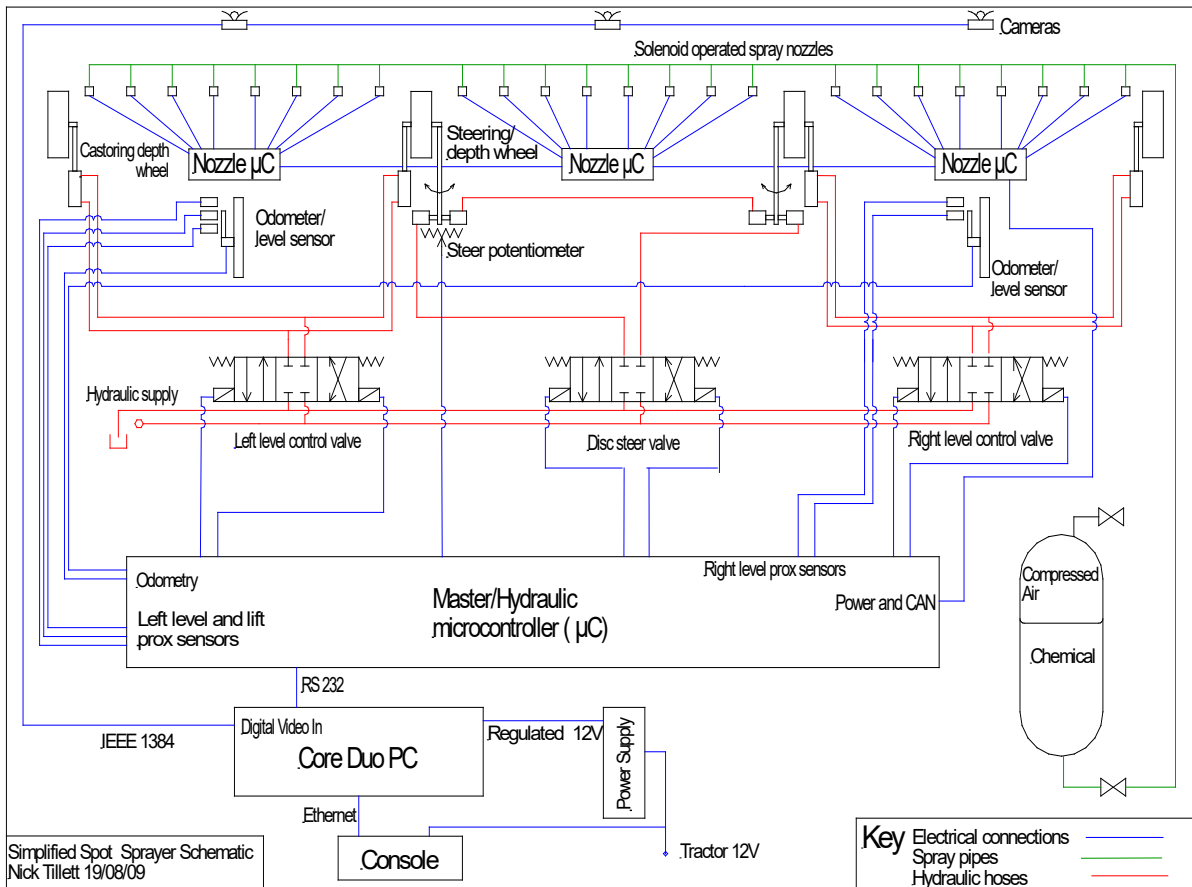 Cameras
Solenoid operated spray nozzles
Castoring depth
wheel
Nozzle µC
Steering/
depth wheel
Nozzle µC
Nozzle µC
Odometer/
level sensor
Steer potentiometer
Odometer/
level sensor
Hydraulic supply
Left level control valve
Disc steer valve
Right level control valve
Odometry
Left level and lift
prox sensors
Master/Hydraulic
microcontroller ( µC)
Right level prox sensors
Power and CAN
Compressed
Air
Chemical
RS 232
IEEE 1384
Digital Video In
Core Duo PC
Regulated 12V
Power Supply
Ethernet
Console
Tractor 12V
Simplified Spot Sprayer Schematic
Nick Tillett 19/08/09
Key Electrical connections
Spray pipes
Hydraulic hoses